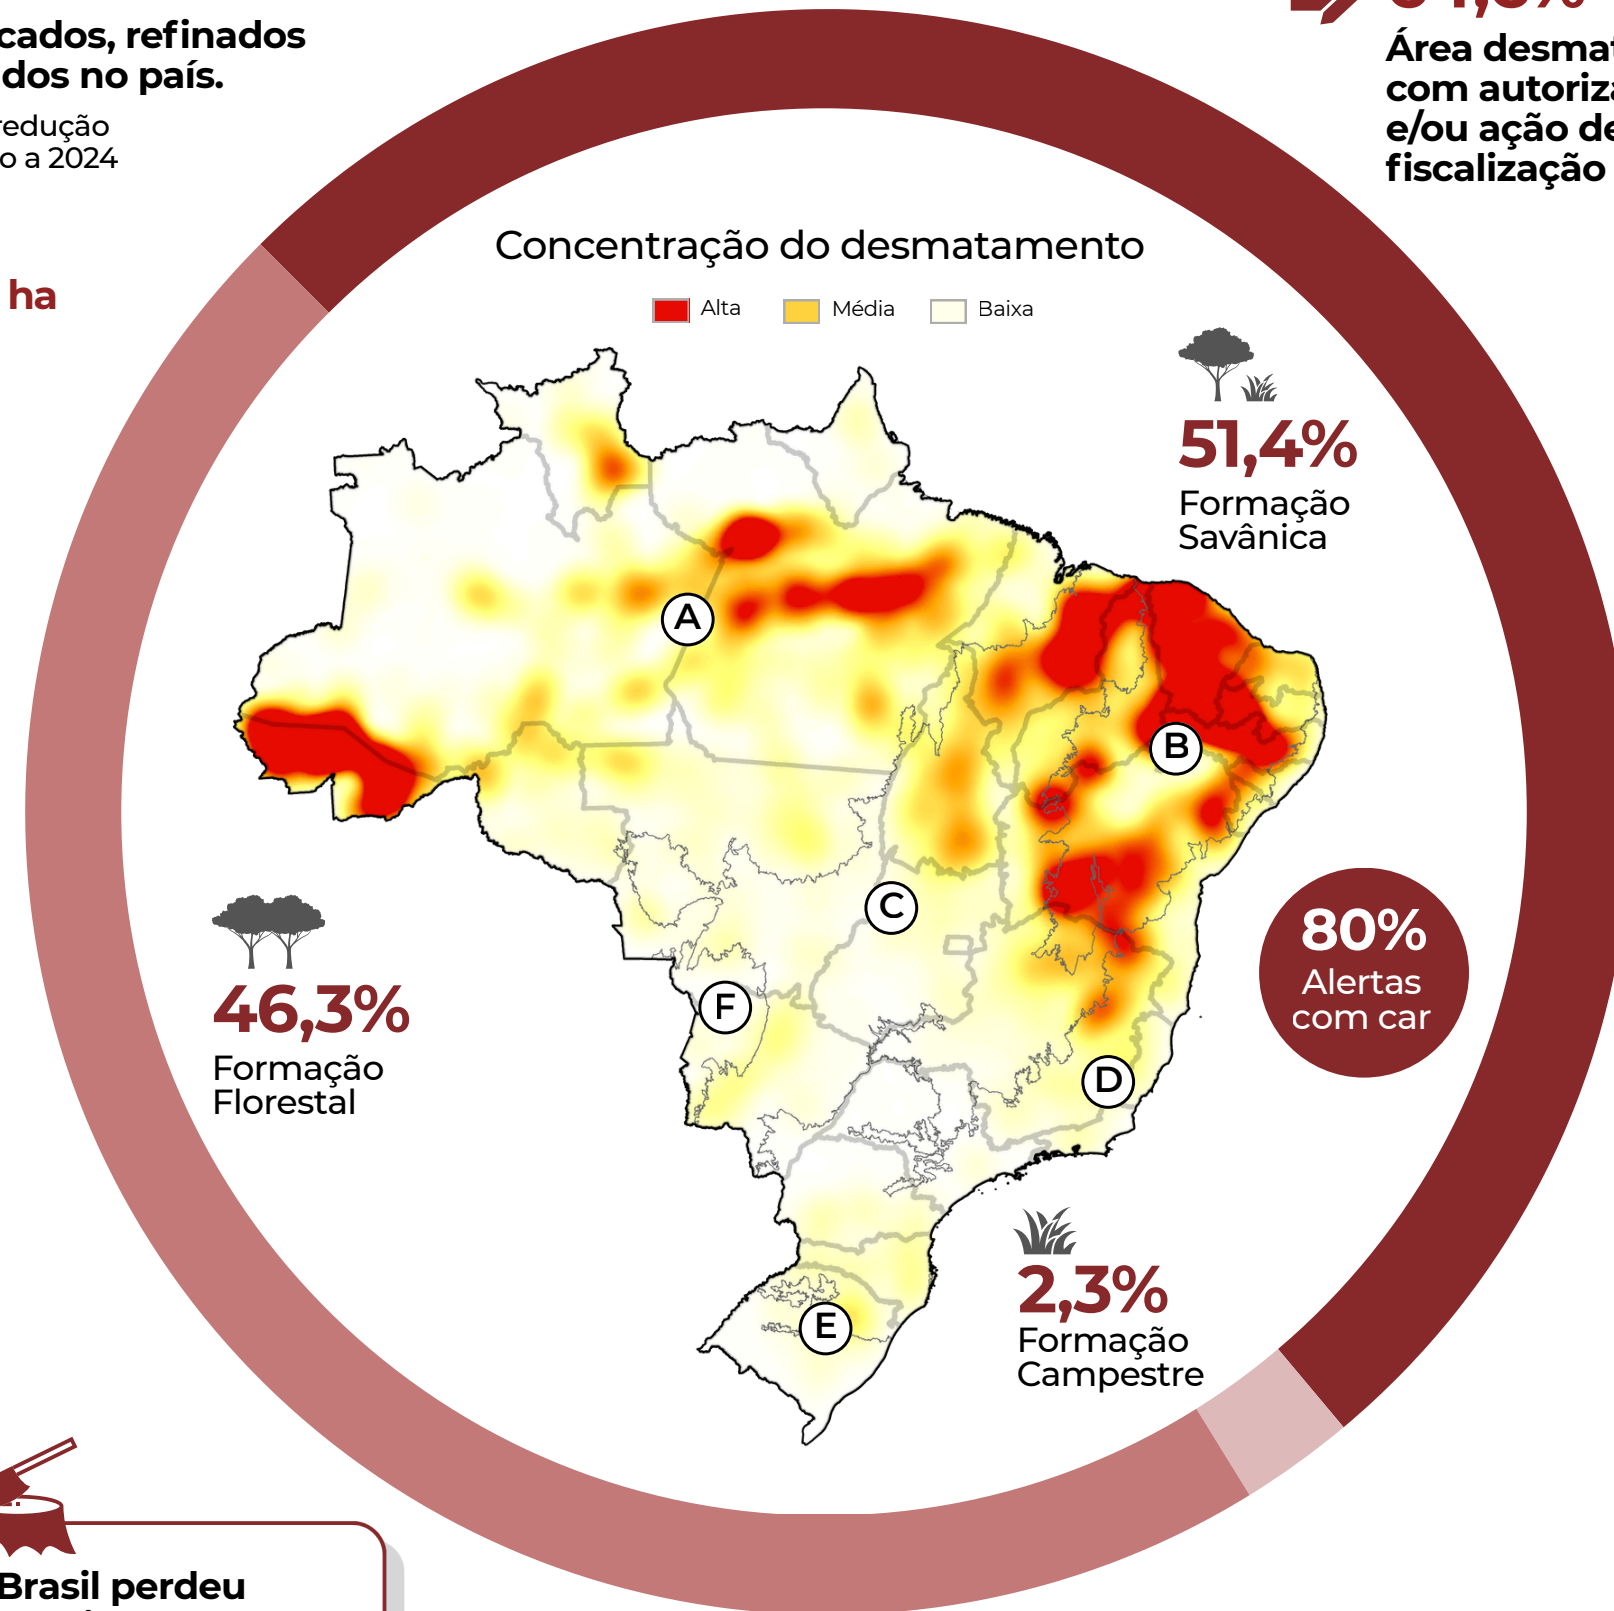 cados, refinados
dos no país.
redução
o a 2024
ha
Área desmat
com autoriza
e/ou ação de
fiscalização
Concentração do desmatamento
Alta
Média
Baixa
51,4%
Formação
Savânica
A
B
C
80%
Alertas
com car
46,3%
Formação
Florestal
F
D
2,3%
Formação
Campestre
E
Brasil perdeu